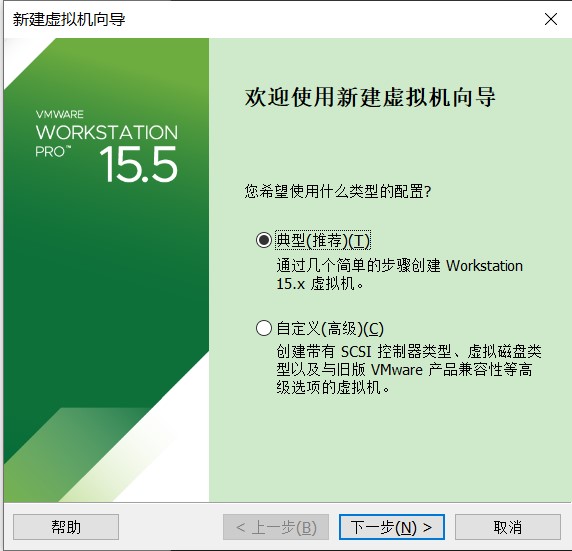 新建虚拟机向导
VMWARE
WORKSTATION
PRO™
15.5
欢迎使用新建虚拟机向导
您希望使用什么类型的配置?
典型(推荐)(T)
通过几个简单的步骤创建 Workstation
15.x 虚拟机。
自定义(高级)(C)
创建带有 SCSI 控制器类型、虚拟磁盘类
型以及与旧版 VMware 产品兼容性等高
级选项的虚拟机。
帮助
< 上一步(B)
下一步(N) >
取消